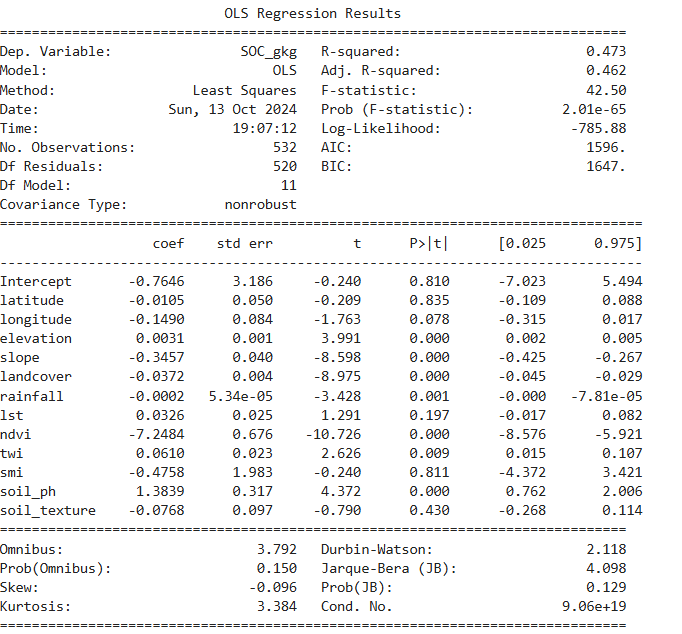 OLS Regression Results
==============================================================================
Dep. Variable: SOC_gkg R-squared: 0.473
Model: OLS Adj. R-squared: 0.462
Method: Least Squares F-statistic: 42.50
Date: Sun, 13 Oct 2024 Prob (F-statistic): 2.01e-65
Time: 19:07:12 Log-Likelihood: -785.88
No. Observations: 532 AIC: 1596.
Df Residuals: 520 BIC: 1647.
Df Model: 11
Covariance Type: nonrobust
================================================================================
coef std err t P>|t| [0.025 0.975]
--------------------------------------------------------------------------------
Intercept -0.7646 3.186 -0.240 0.810 -7.023 5.494
latitude -0.0105 0.050 -0.209 0.835 -0.109 0.088
longitude -0.1490 0.084 -1.763 0.078 -0.315 0.017
elevation 0.0031 0.001 3.991 0.000 0.002 0.005
slope -0.3457 0.040 -8.598 0.000 -0.425 -0.267
landcover -0.0372 0.004 -8.975 0.000 -0.045 -0.029
rainfall -0.0002 5.34e-05 -3.428 0.001 -0.000 -7.81e-05
lst 0.0326 0.025 1.291 0.197 -0.017 0.082
ndvi -7.2484 0.676 -10.726 0.000 -8.576 -5.921
twi 0.0610 0.023 2.626 0.009 0.015 0.107
smi -0.4758 1.983 -0.240 0.811 -4.372 3.421
soil_ph 1.3839 0.317 4.372 0.000 0.762 2.006
soil_texture -0.0768 0.097 -0.790 0.430 -0.268 0.114
==============================================================================
Omnibus: 3.792 Durbin-Watson: 2.118
Prob(Omnibus): 0.150 Jarque-Bera (JB): 4.098
Skew: -0.096 Prob(JB): 0.129
Kurtosis: 3.384 Cond. No. 9.06e+19
==============================================================================